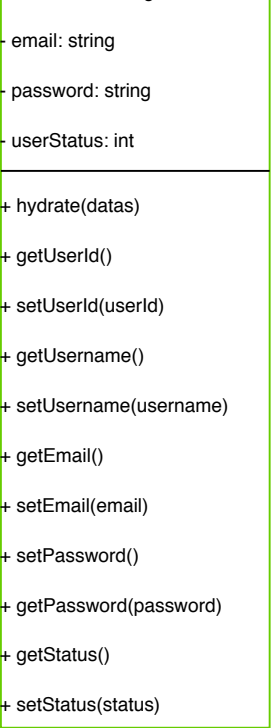 - email: string
- password: string
- userStatus: int
+ hydrate(datas)
+ getUserId()
+ setUserId(userId)
+ getUsername()
+ setUsername(username)
+ getEmail()
+ setEmail(email)
+ setPassword()
+ getPassword(password)
+ getStatus()
+ setStatus(status)